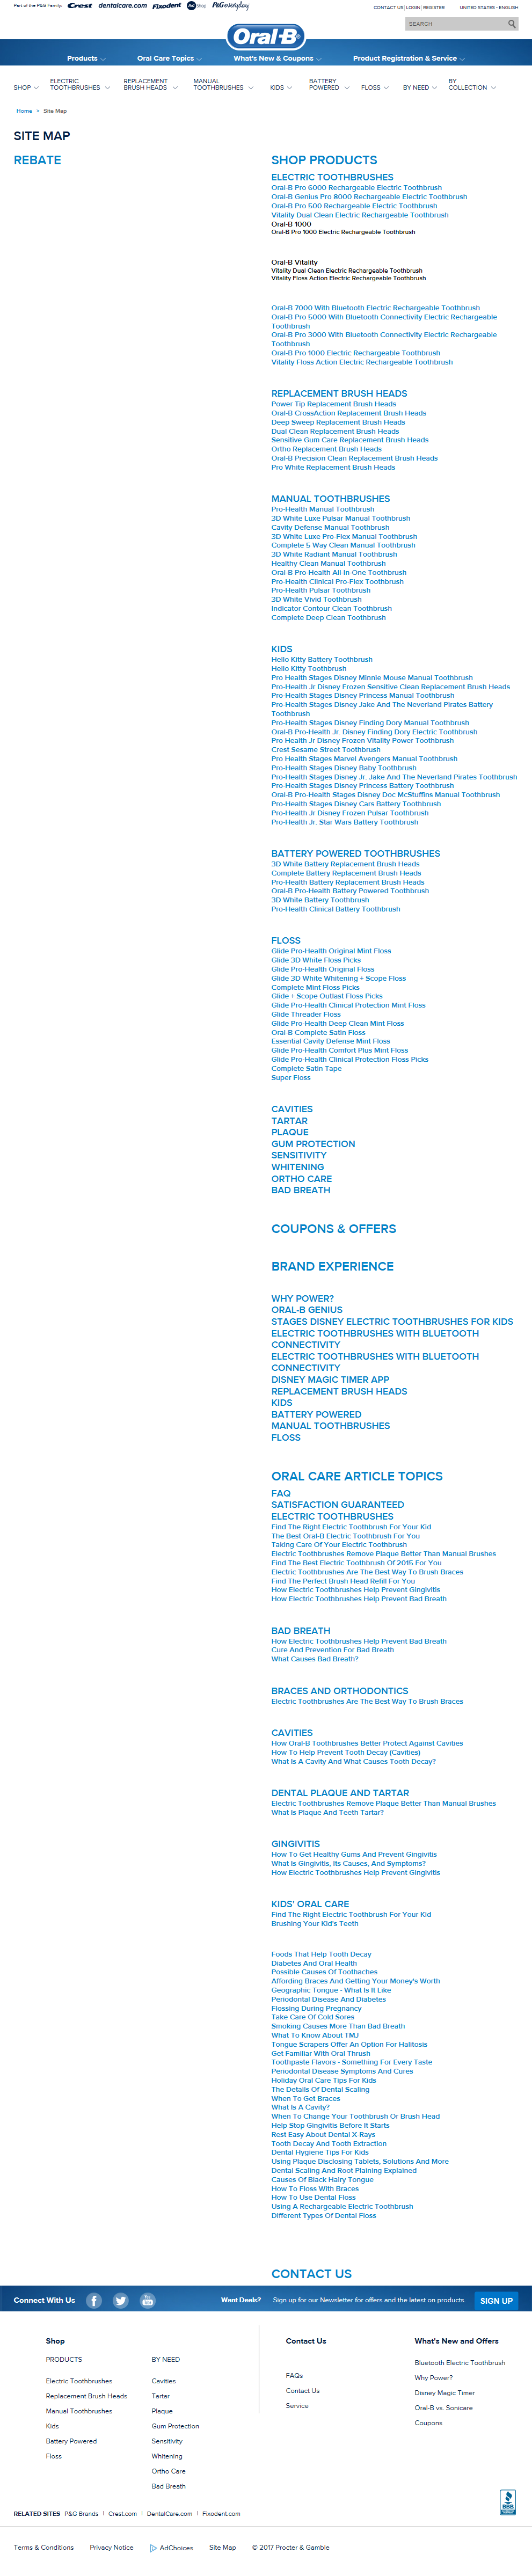 Part of the P&G Family: Crest dentalcare.com Fixodent P&G Shop P&G everyday CONTACT US | LOGIN | REGISTER UNITED STATES - ENGLISH
SEARCH
Oral-B
Products Oral Care Topics What's New & Coupons Product Registration & Service
SHOP ELECTRIC TOOTHBRUSHES REPLACEMENT BRUSH HEADS MANUAL TOOTHBRUSHES KIDS BATTERY POWERED FLOSS BY NEED BY COLLECTION
Home > Site Map
SITE MAP
REBATE
SHOP PRODUCTS
ELECTRIC TOOTHBRUSHES
Oral-B Pro 6000 Rechargeable Electric Toothbrush
Oral-B Genius Pro 8000 Rechargeable Electric Toothbrush
Oral-B Pro 500 Rechargeable Electric Toothbrush
Vitality Dual Clean Electric Rechargeable Toothbrush
Oral-B 1000
Oral-B Pro 1000 Electric Rechargeable Toothbrush
Oral-B Vitality
Vitality Dual Clean Electric Rechargeable Toothbrush
Vitality Floss Action Electric Rechargeable Toothbrush
Oral-B 7000 With Bluetooth Electric Rechargeable Toothbrush
Oral-B Pro 5000 With Bluetooth Connectivity Electric Rechargeable
Toothbrush
Oral-B Pro 3000 With Bluetooth Connectivity Electric Rechargeable
Toothbrush
Oral-B Pro 1000 Electric Rechargeable Toothbrush
Vitality Floss Action Electric Rechargeable Toothbrush
REPLACEMENT BRUSH HEADS
Power Tip Replacement Brush Heads
Oral-B CrossAction Replacement Brush Heads
Deep Sweep Replacement Brush Heads
Dual Clean Replacement Brush Heads
Sensitive Gum Care Replacement Brush Heads
Ortho Replacement Brush Heads
Oral-B Precision Clean Replacement Brush Heads
Pro White Replacement Brush Heads
MANUAL TOOTHBRUSHES
Pro-Health Manual Toothbrush
3D White Luxe Pulsar Manual Toothbrush
Cavity Defense Manual Toothbrush
3D White Luxe Pro-Flex Manual Toothbrush
Complete 5 Way Clean Manual Toothbrush
3D White Radiant Manual Toothbrush
Healthy Clean Manual Toothbrush
Oral-B Pro-Health All-In-One Toothbrush
Pro-Health Clinical Pro-Flex Toothbrush
Pro-Health Pulsar Toothbrush
3D White Vivid Toothbrush
Indicator Contour Clean Toothbrush
Complete Deep Clean Toothbrush
KIDS
Hello Kitty Battery Toothbrush
Hello Kitty Toothbrush
Pro Health Stages Disney Minnie Mouse Manual Toothbrush
Pro-Health Jr Disney Frozen Sensitive Clean Replacement Brush Heads
Pro-Health Stages Disney Princess Manual Toothbrush
Pro-Health Stages Disney Jake And The Neverland Pirates Battery
Toothbrush
Pro-Health Stages Disney Finding Dory Manual Toothbrush
Oral-B Pro-Health Jr. Disney Finding Dory Electric Toothbrush
Pro Health Jr Disney Frozen Vitality Power Toothbrush
Crest Sesame Street Toothbrush
Pro Health Stages Marvel Avengers Manual Toothbrush
Pro-Health Stages Disney Baby Toothbrush
Pro-Health Stages Disney Jr. Jake And The Neverland Pirates Toothbrush
Pro-Health Stages Disney Princess Battery Toothbrush
Oral-B Pro-Health Stages Disney Doc McStuffins Manual Toothbrush
Pro-Health Stages Disney Cars Battery Toothbrush
Pro-Health Jr Disney Frozen Pulsar Toothbrush
Pro-Health Jr. Star Wars Battery Toothbrush
BATTERY POWERED TOOTHBRUSHES
3D White Battery Replacement Brush Heads
Complete Battery Replacement Brush Heads
Pro-Health Battery Replacement Brush Heads
Oral-B Pro-Health Battery Powered Toothbrush
3D White Battery Toothbrush
Pro-Health Clinical Battery Toothbrush
FLOSS
Glide Pro-Health Original Mint Floss
Glide 3D White Floss Picks
Glide Pro-Health Original Floss
Glide 3D White Whitening + Scope Floss
Complete Mint Floss Picks
Glide + Scope Outlast Floss Picks
Glide Pro-Health Clinical Protection Mint Floss
Glide Threader Floss
Glide Pro-Health Deep Clean Mint Floss
Oral-B Complete Satin Floss
Essential Cavity Defense Mint Floss
Glide Pro-Health Comfort Plus Mint Floss
Glide Pro-Health Clinical Protection Floss Picks
Complete Satin Tape
Super Floss
CAVITIES
TARTAR
PLAQUE
GUM PROTECTION
SENSITIVITY
WHITENING
ORTHO CARE
BAD BREATH
COUPONS & OFFERS
BRAND EXPERIENCE
WHY POWER?
ORAL-B GENIUS
STAGES DISNEY ELECTRIC TOOTHBRUSHES FOR KIDS
ELECTRIC TOOTHBRUSHES WITH BLUETOOTH
CONNECTIVITY
ELECTRIC TOOTHBRUSHES WITH BLUETOOTH
CONNECTIVITY
DISNEY MAGIC TIMER APP
REPLACEMENT BRUSH HEADS
KIDS
BATTERY POWERED
MANUAL TOOTHBRUSHES
FLOSS
ORAL CARE ARTICLE TOPICS
FAQ
SATISFACTION GUARANTEED
ELECTRIC TOOTHBRUSHES
Find The Right Electric Toothbrush For Your Kid
The Best Oral-B Electric Toothbrush For You
Taking Care Of Your Electric Toothbrush
Electric Toothbrushes Remove Plaque Better Than Manual Brushes
Find The Best Electric Toothbrush Of 2015 For You
Electric Toothbrushes Are The Best Way To Brush Braces
Find The Perfect Brush Head Refill For You
How Electric Toothbrushes Help Prevent Gingivitis
How Electric Toothbrushes Help Prevent Bad Breath
BAD BREATH
How Electric Toothbrushes Help Prevent Bad Breath
Cure And Prevention For Bad Breath
What Causes Bad Breath?
BRACES AND ORTHODONTICS
Electric Toothbrushes Are The Best Way To Brush Braces
CAVITIES
How Oral-B Toothbrushes Better Protect Against Cavities
How To Help Prevent Tooth Decay (Cavities)
What Is A Cavity And What Causes Tooth Decay?
DENTAL PLAQUE AND TARTAR
Electric Toothbrushes Remove Plaque Better Than Manual Brushes
What Is Plaque And Teeth Tartar?
GINGIVITIS
How To Get Healthy Gums And Prevent Gingivitis
What Is Gingivitis, Its Causes, And Symptoms?
How Electric Toothbrushes Help Prevent Gingivitis
KIDS' ORAL CARE
Find The Right Electric Toothbrush For Your Kid
Brushing Your Kid's Teeth
Foods That Help Tooth Decay
Diabetes And Oral Health
Possible Causes Of Toothaches
Affording Braces And Getting Your Money's Worth
Geographic Tongue - What Is It Like
Periodontal Disease And Diabetes
Flossing During Pregnancy
Take Care Of Cold Sores
Smoking Causes More Than Bad Breath
What To Know About TMJ
Tongue Scrapers Offer An Option For Halitosis
Get Familiar With Oral Thrush
Toothpaste Flavors - Something For Every Taste
Periodontal Disease Symptoms And Cures
Holiday Oral Care Tips For Kids
The Details Of Dental Scaling
When To Get Braces
What Is A Cavity?
When To Change Your Toothbrush Or Brush Head
Help Stop Gingivitis Before It Starts
Rest Easy About Dental X-Rays
Tooth Decay And Tooth Extraction
Dental Hygiene Tips For Kids
Using Plaque Disclosing Tablets, Solutions And More
Dental Scaling And Root Planing Explained
Causes Of Black Hairy Tongue
How To Floss With Braces
How To Use Dental Floss
Using A Rechargeable Electric Toothbrush
Different Types Of Dental Floss
CONTACT US
Connect With Us Want Deals? Sign up for our Newsletter for offers and the latest on products. SIGN UP
Shop
PRODUCTS
Electric Toothbrushes
Replacement Brush Heads
Manual Toothbrushes
Kids
Battery Powered
Floss
BY NEED
Cavities
Tartar
Plaque
Gum Protection
Sensitivity
Whitening
Ortho Care
Bad Breath
Contact Us
FAQs
Contact Us
Service
What's New and Offers
Bluetooth Electric Toothbrush
Why Power?
Disney Magic Timer
Oral-B vs. Sonicare
Coupons
BBB
RELATED SITES P&G Brands | Crest.com | DentalCare.com | Fixodent.com
Terms & Conditions Privacy Notice AdChoices Site Map © 2017 Procter & Gamble